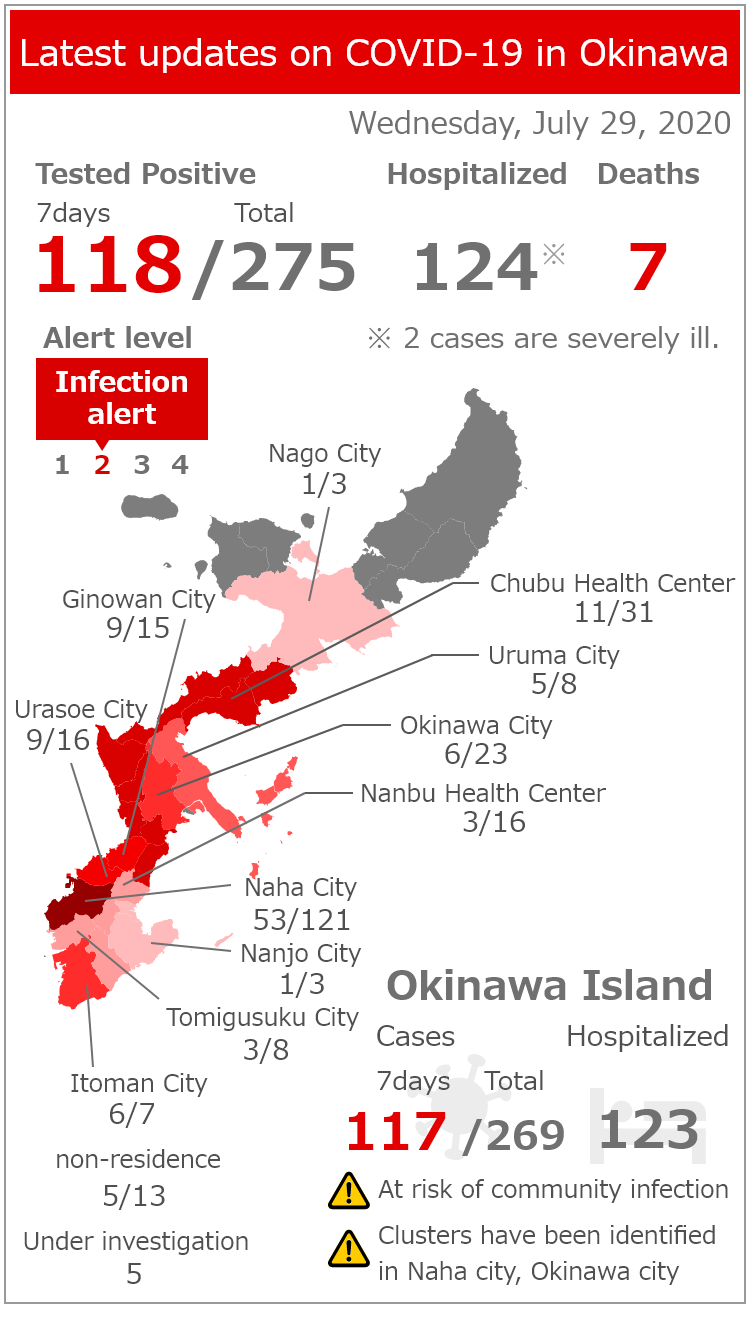 Latest updates on COVID-19 in Okinawa
Wednesday, July 29, 2020
Tested Positive Hospitalized Deaths
7days Total
118/275 124※ 7
Alert level ※ 2 cases are severely ill.
Infection
alert
1 2 3 4
Nago City
1/3
Chubu Health Center
11/31
Ginowan City
9/15
Uruma City
5/8
Urasoe City
9/16
Okinawa City
6/23
Nanbu Health Center
3/16
Naha City
53/121
Nanjo City
1/3
Tomigusuku City
3/8
Itoman City
6/7
non-residence
5/13
Under investigation
5
Okinawa Island
Cases Hospitalized
7days Total
117/269 123
At risk of community infection
Clusters have been identified
in Naha city, Okinawa city